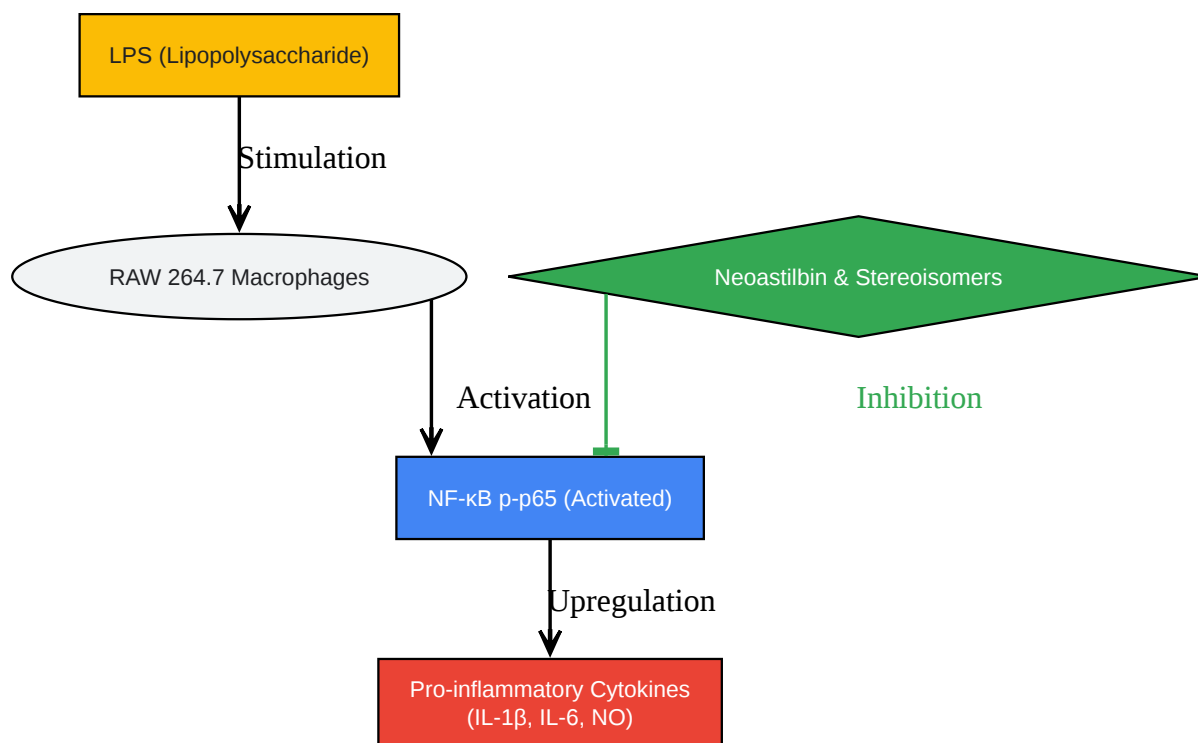 LPS (Lipopolysaccharide)
Stimulation
RAW 264.7 Macrophages
Neoastilbin & Stereoisomers
Activation
Inhibition
NF-κB p-p65 (Activated)
Upregulation
Pro-inflammatory Cytokines
(IL-1β, IL-6, NO)